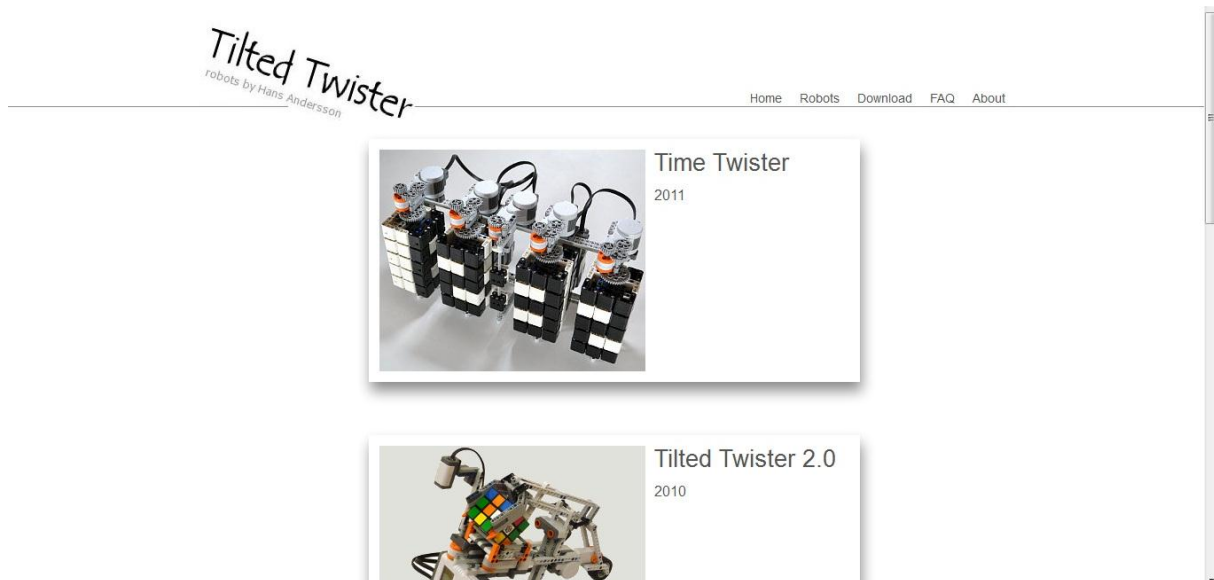 Tilted Twister
robots by Hans Andersson
Home Robots Download FAQ About
Time Twister
2011
Tilted Twister 2.0
2010